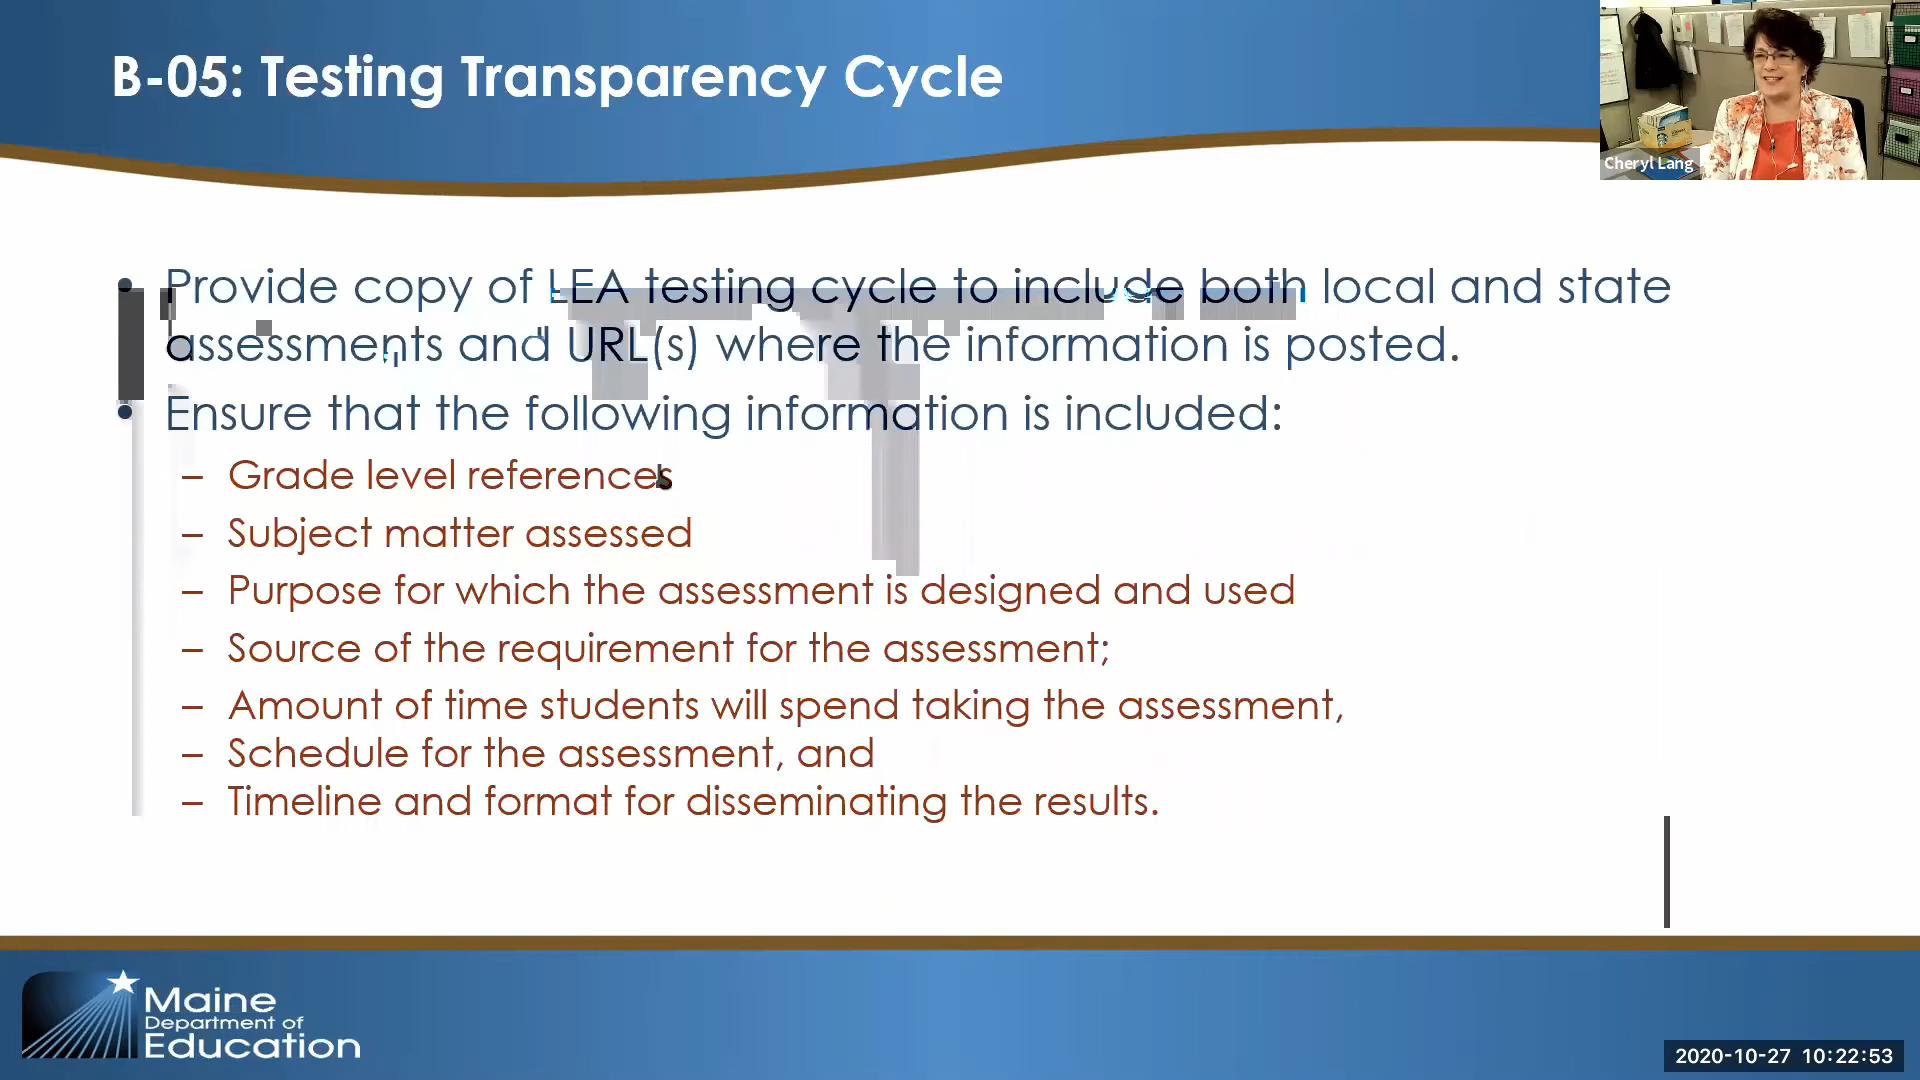 B-05: Testing Transparency Cycle
Cheryl Lang
• Provide copy of LEA testing cycle to include both local and state
assessments and URL(s) where the information is posted.
• Ensure that the following information is included:
– Grade level references
– Subject matter assessed
– Purpose for which the assessment is designed and used
– Source of the requirement for the assessment;
– Amount of time students will spend taking the assessment,
– Schedule for the assessment, and
– Timeline and format for disseminating the results.
Maine
Department of
Education
2020-10-27 10:22:53